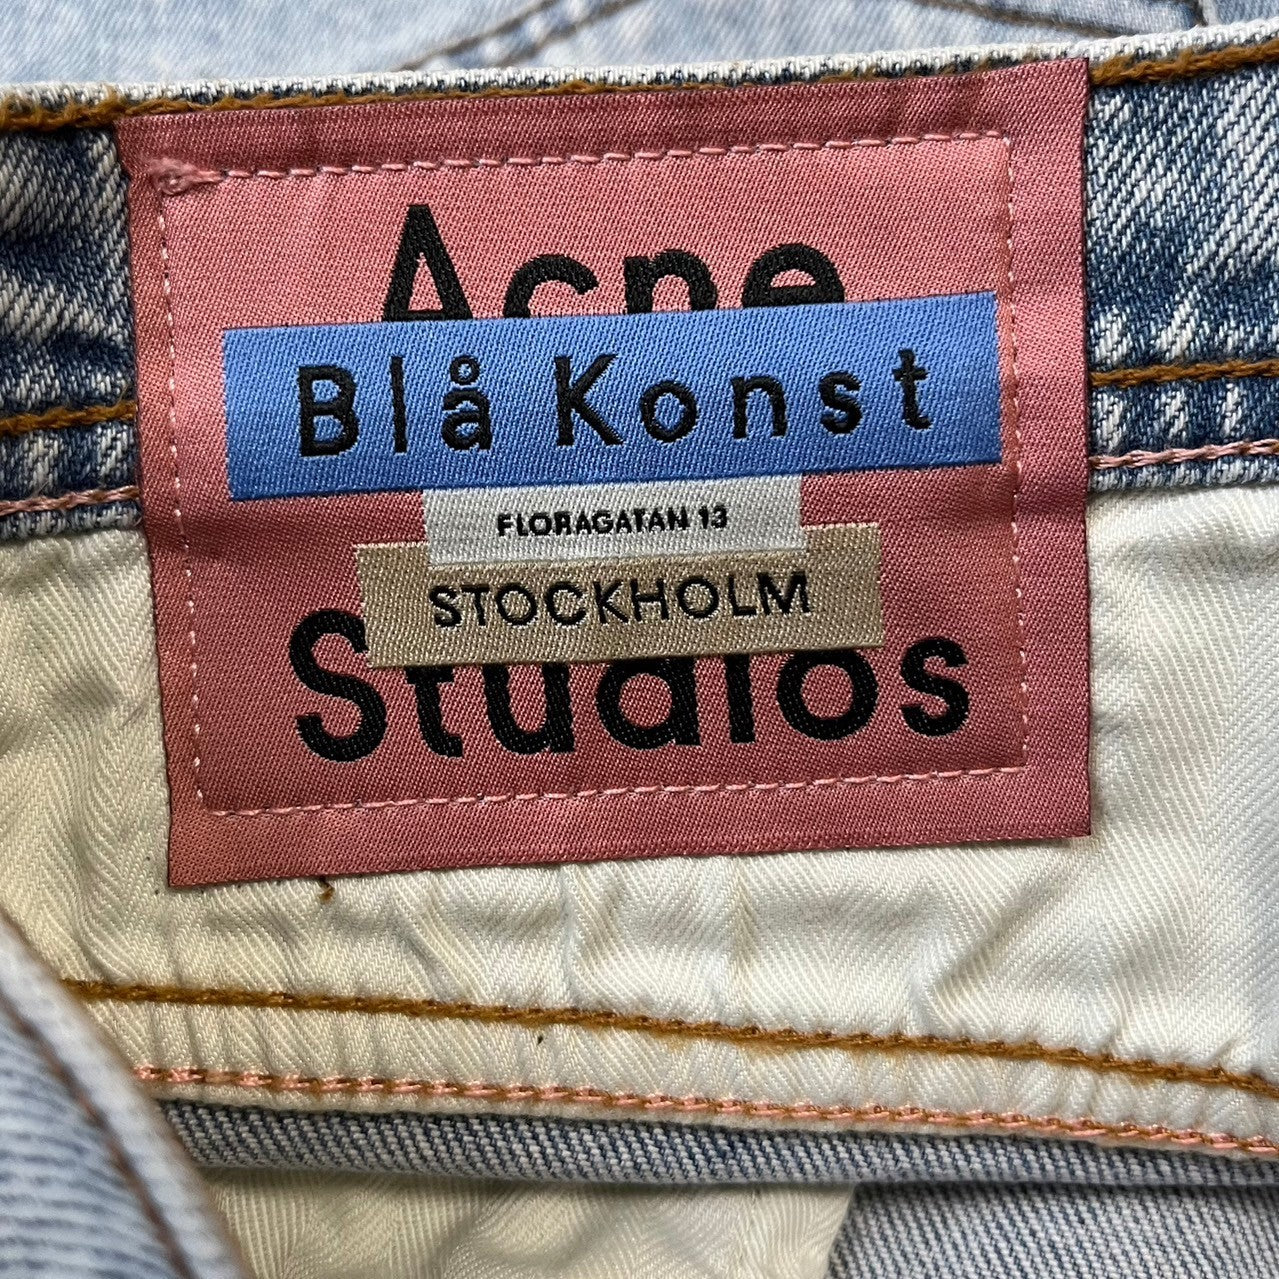 Acne
Blå Konst
FLORAGATAN 13
STOCKHOLM
Studios